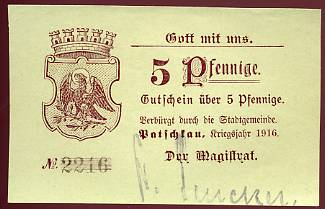 Gott mit uns.
5 Pfennige.
Gutschein über 5 Pfennige.
Verbürgt durch die Stadtgemeinde.
Patschkau, Kriegsjahr 1916.
Der Magistrat.
№ 2216